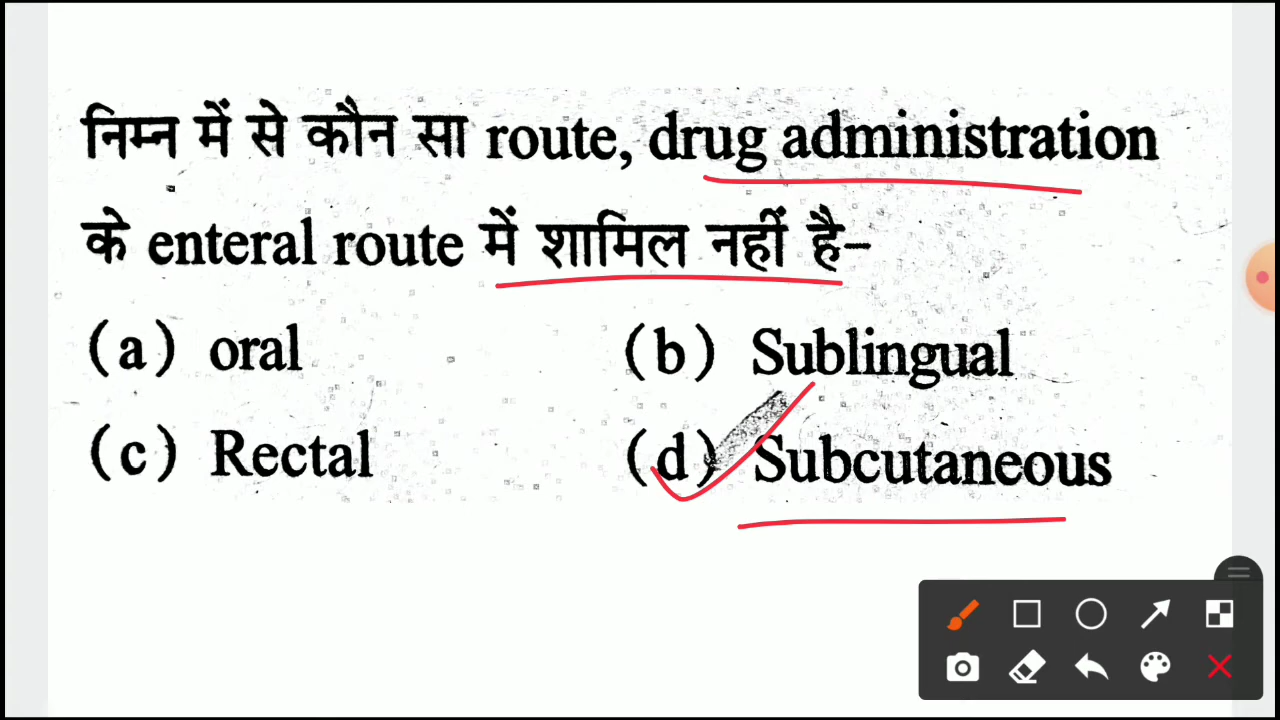 निम्न में से कौन सा route, drug administration
के enteral route में शामिल नहीं है–
(a) oral (b) Sublingual
(c) Rectal (d) Subcutaneous